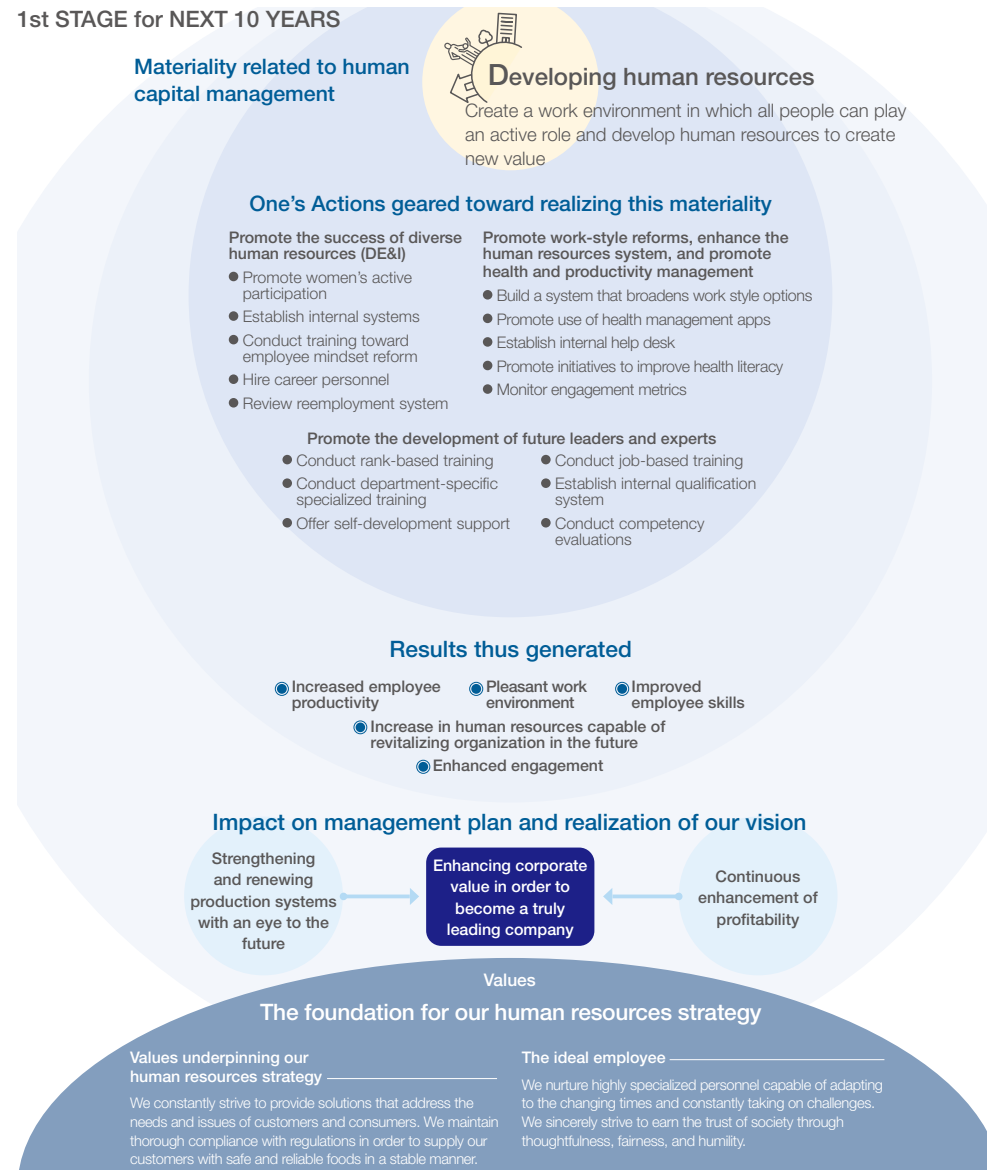 1st STAGE for NEXT 10 YEARS
Materiality related to human
capital management
Developing human resources
Create a work environment in which all people can play
an active role and develop human resources to create
new value
One's Actions geared toward realizing this materiality
Promote the success of diverse
human resources (DE&I)
● Promote women's active
participation
● Establish internal systems
● Conduct training toward
employee mindset reform
● Hire career personnel
● Review reemployment system
Promote work-style reforms, enhance the
human resources system, and promote
health and productivity management
● Build a system that broadens work style options
● Promote use of health management apps
● Establish internal help desk
● Promote initiatives to improve health literacy
● Monitor engagement metrics
Promote the development of future leaders and experts
● Conduct rank-based training
● Conduct department-specific
specialized training
● Offer self-development support
● Conduct job-based training
● Establish internal qualification
system
● Conduct competency
evaluations
Results thus generated
◉ Increased employee
productivity
◉ Pleasant work
environment
◉ Improved
employee skills
◉ Increase in human resources capable of
revitalizing organization in the future
◉ Enhanced engagement
Impact on management plan and realization of our vision
Strengthening
and renewing
production systems
with an eye to the
future
Enhancing corporate
value in order to
become a truly
leading company
Continuous
enhancement of
profitability
Values
The foundation for our human resources strategy
Values underpinning our
human resources strategy
We constantly strive to provide solutions that address the
needs and issues of customers and consumers. We maintain
thorough compliance with regulations in order to supply our
customers with safe and reliable foods in a stable manner.
The ideal employee
We nurture highly specialized personnel capable of adapting
to the changing times and constantly taking on challenges.
We sincerely strive to earn the trust of society through
thoughtfulness, fairness, and humility.